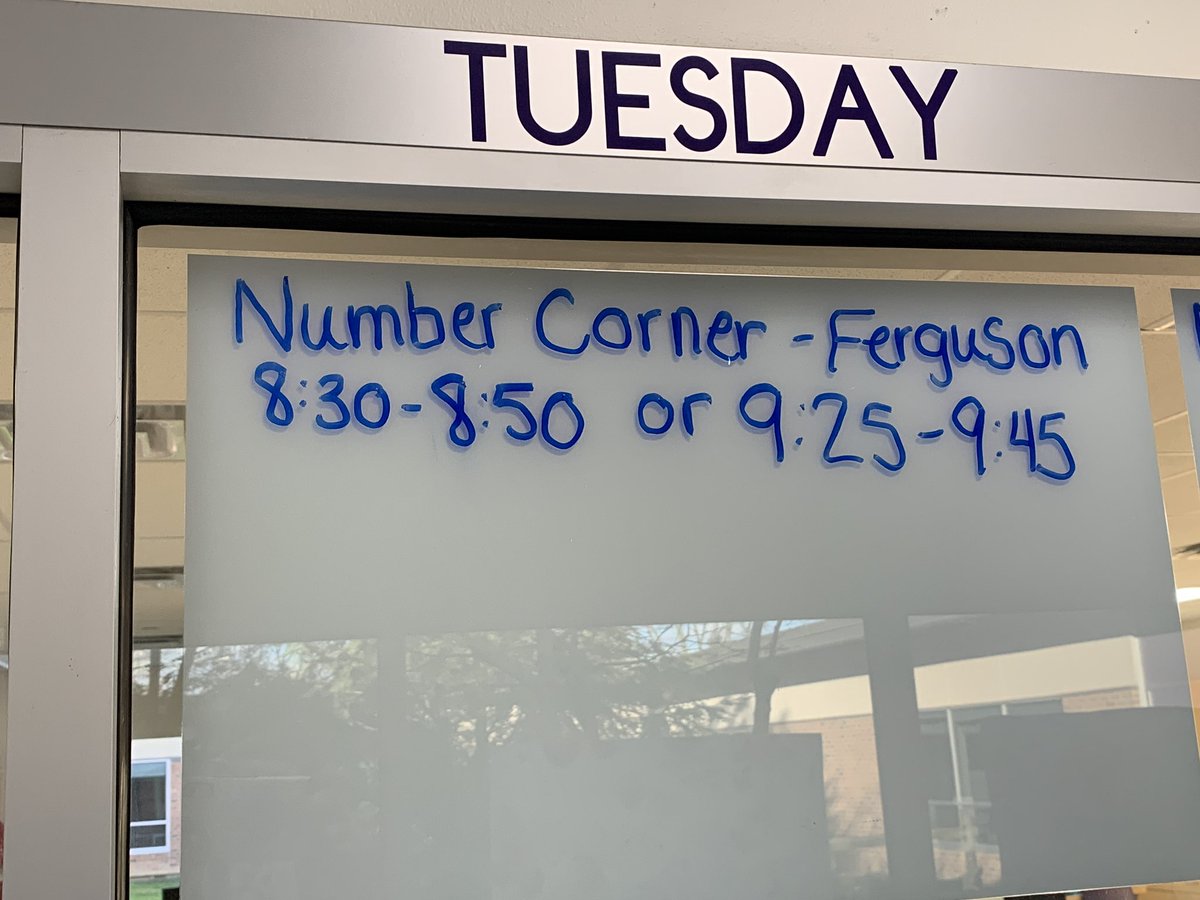 TUESDAY
Number Corner - Ferguson
8:30-8:50 or 9:25-9:45